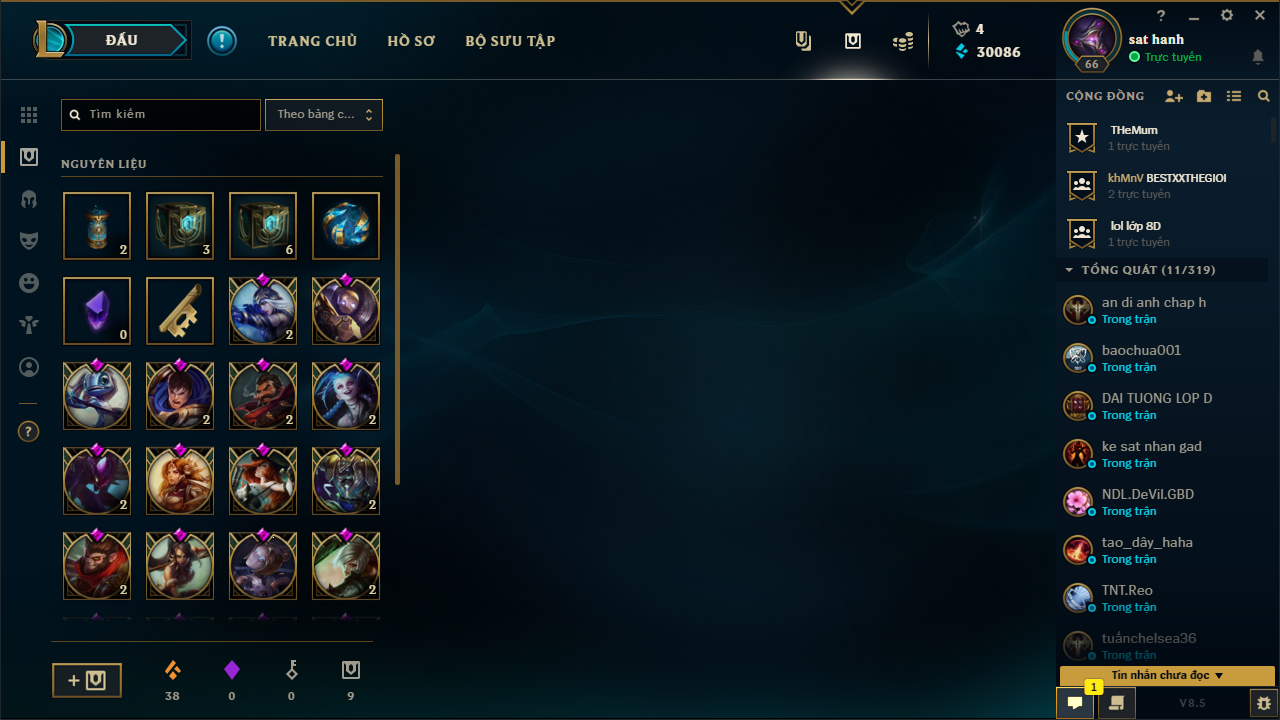 ĐẤU
!
TRANG CHỦ
HỒ SƠ
BỘ SƯU TẬP
4
30086
66
?
sat hanh
Trực tuyến
Tìm kiếm
Theo bảng c...
NGUYÊN LIỆU
2
3
6
0
2
2
2
2
2
2
2
2
?
38
0
0
9
CỘNG ĐỒNG
THeMum
1 trực tuyến
khMnV BESTXXTHEGIOI
2 trực tuyến
lol lớp 8D
1 trực tuyến
TỔNG QUÁT (11/319)
an di anh chap h
Trong trận
baochua001
Trong trận
DAI TUONG LOP D
Trong trận
ke sat nhan gad
Trong trận
NDL.DeVil.GBD
Trong trận
tao_dây_haha
Trong trận
TNT.Reo
Trong trận
tuấnchelsea36
Trong trận
Tin nhắn chưa đọc
1
V8.5